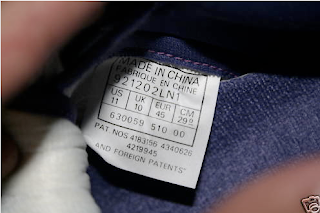 MADE IN CHINA
FABRIQUE EN CHINE
921202LN1
US UK EUR CM
11 10 45 29
630059 510 00
PAT NOS 4183156 4340626
4219945
AND FOREIGN PATENTS